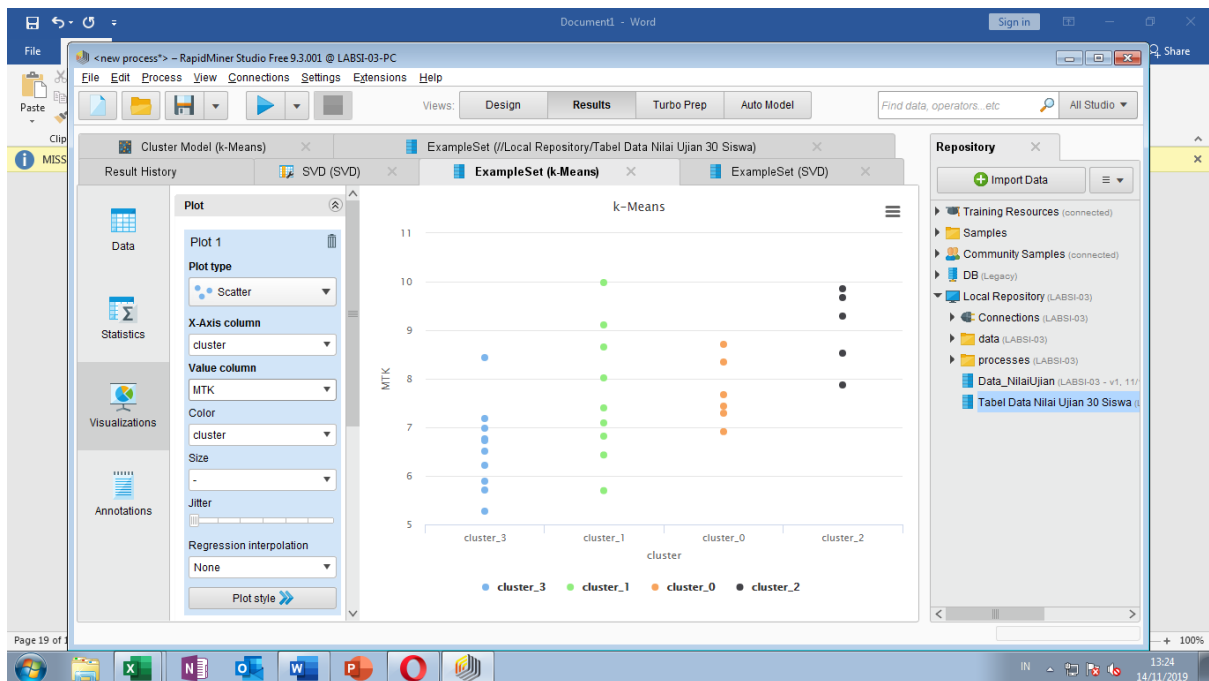 Document1 - Word
Sign in
File
Share
Paste
Clip
MISS
<new process*> – RapidMiner Studio Free 9.3.001 @ LABSI-03-PC
File Edit Process View Connections Settings Extensions Help
Views:
Design
Results
Turbo Prep
Auto Model
Find data, operators...etc
All Studio
Cluster Model (k-Means)
ExampleSet (//Local Repository/Tabel Data Nilai Ujian 30 Siswa)
Result History
SVD (SVD)
ExampleSet (k-Means)
ExampleSet (SVD)
Data
Statistics
Visualizations
Annotations
Plot
Plot 1
Plot type
Scatter
X-Axis column
cluster
Value column
MTK
Color
cluster
Size
-
Jitter
Regression interpolation
None
Plot style
k-Means
11
10
9
8
7
6
5
MTK
cluster_3
cluster_1
cluster_0
cluster_2
cluster
cluster_3
cluster_1
cluster_0
cluster_2
Repository
Import Data
Training Resources (connected)
Samples
Community Samples (connected)
DB (Legacy)
Local Repository (LABSI-03)
Connections (LABSI-03)
data (LABSI-03)
processes (LABSI-03)
Data_NilaiUjian (LABSI-03 - v1, 11/
Tabel Data Nilai Ujian 30 Siswa (
Page 19 of 1
100%
IN
13:24
14/11/2019